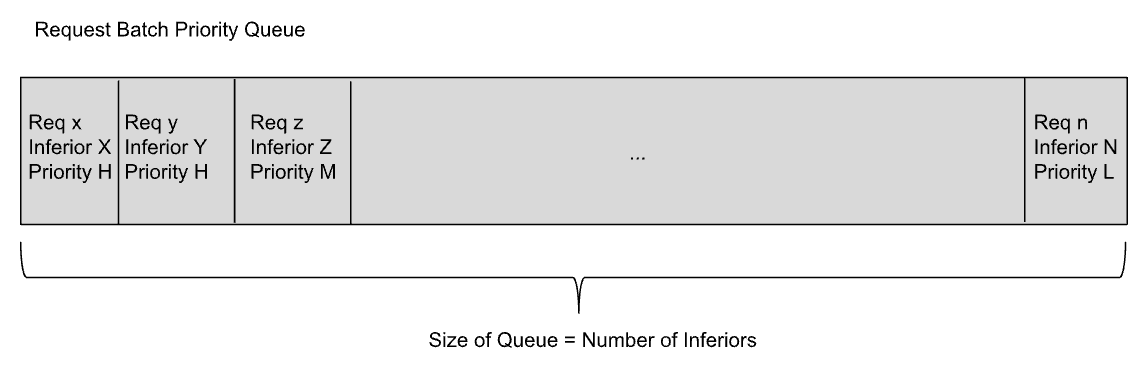 Request Batch Priority Queue
Req x
Inferior X
Priority H
Req y
Inferior Y
Priority H
Req z
Inferior Z
Priority M
...
Req n
Inferior N
Priority L
Size of Queue = Number of Inferiors